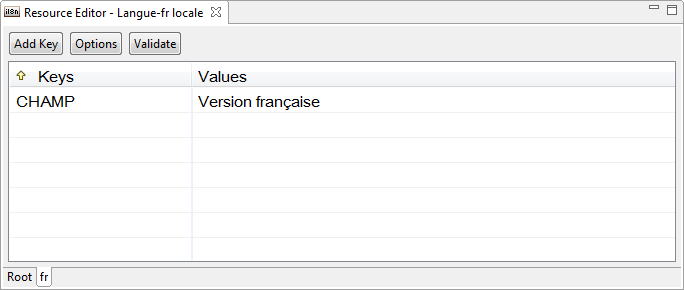 i18n Resource Editor - Langue-fr locale
Add Key Options Validate
Keys Values
CHAMP Version française
Root fr